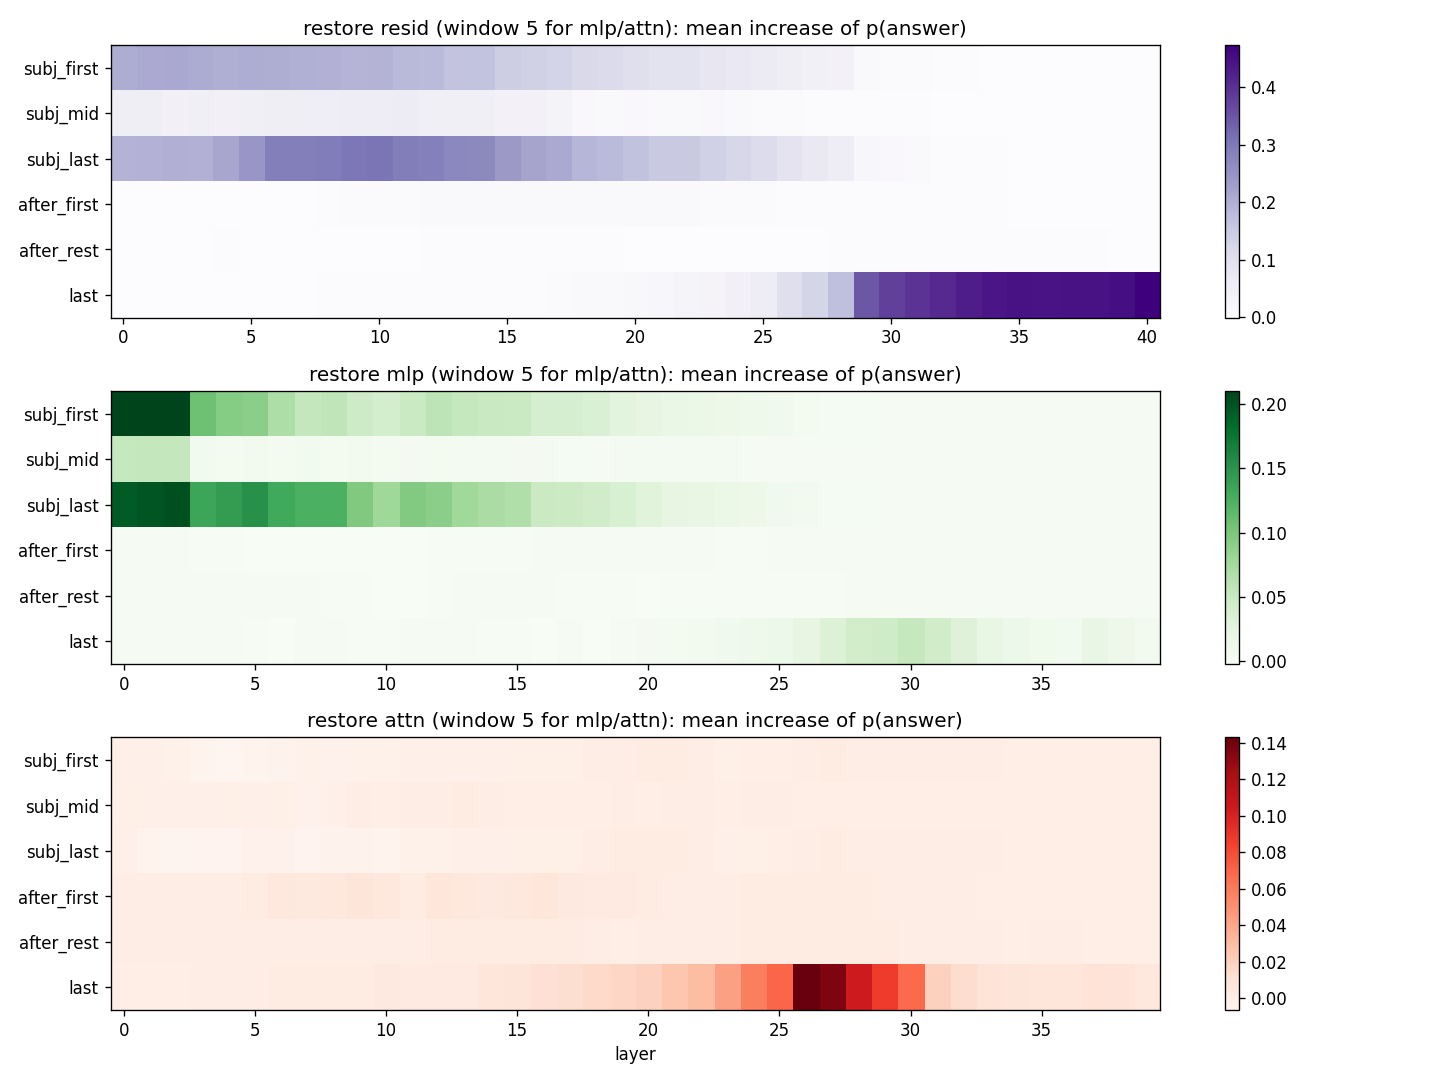 restore resid (window 5 for mlp/attn): mean increase of p(answer)
subj_first
subj_mid
subj_last
after_first
after_rest
last
0 5 10 15 20 25 30 35 40
0.4
0.3
0.2
0.1
0.0
restore mlp (window 5 for mlp/attn): mean increase of p(answer)
subj_first
subj_mid
subj_last
after_first
after_rest
last
0 5 10 15 20 25 30 35
0.20
0.15
0.10
0.05
0.00
restore attn (window 5 for mlp/attn): mean increase of p(answer)
subj_first
subj_mid
subj_last
after_first
after_rest
last
0 5 10 15 20 25 30 35
layer
0.14
0.12
0.10
0.08
0.06
0.04
0.02
0.00